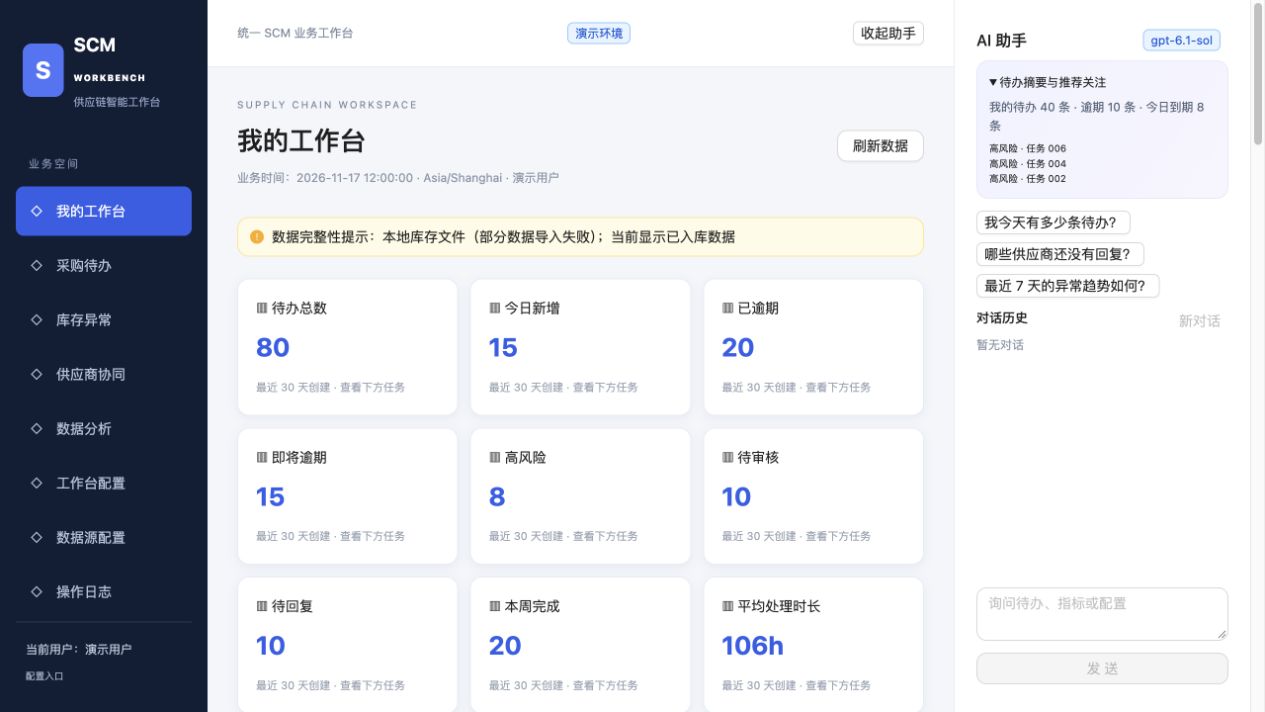 S
SCM
WORKBENCH
供应链智能工作台
业务空间
我的工作台
采购待办
库存异常
供应商协同
数据分析
工作台配置
数据源配置
操作日志
当前用户：演示用户
配置入口
统一 SCM 业务工作台
演示环境
收起助手
SUPPLY CHAIN WORKSPACE
我的工作台
刷新数据
业务时间：2026-11-17 12:00:00 · Asia/Shanghai · 演示用户
数据完整性提示：本地库存文件（部分数据导入失败）；当前显示已入库数据
待办总数
80
最近 30 天创建 · 查看下方任务
今日新增
15
最近 30 天创建 · 查看下方任务
已逾期
20
最近 30 天创建 · 查看下方任务
即将逾期
15
最近 30 天创建 · 查看下方任务
高风险
8
最近 30 天创建 · 查看下方任务
待审核
10
最近 30 天创建 · 查看下方任务
待回复
10
最近 30 天创建 · 查看下方任务
本周完成
20
最近 30 天创建 · 查看下方任务
平均处理时长
106h
最近 30 天创建 · 查看下方任务
AI 助手
gpt-6.1-sol
▼待办摘要与推荐关注
我的待办 40 条 · 逾期 10 条 · 今日到期 8
条
高风险 · 任务 006
高风险 · 任务 004
高风险 · 任务 002
我今天有多少条待办?
哪些供应商还没有回复?
最近 7 天的异常趋势如何?
对话历史
新对话
暂无对话
询问待办、指标或配置
发 送